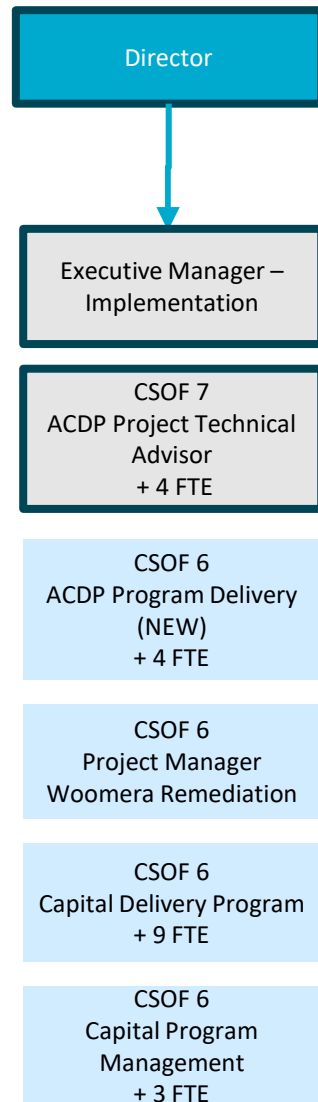 Director
Executive Manager –
Implementation
CSOF 7
ACDP Project Technical
Advisor
+ 4 FTE
CSOF 6
ACDP Program Delivery
(NEW)
+ 4 FTE
CSOF 6
Project Manager
Woomera Remediation
CSOF 6
Capital Delivery Program
+ 9 FTE
CSOF 6
Capital Program
Management
+ 3 FTE